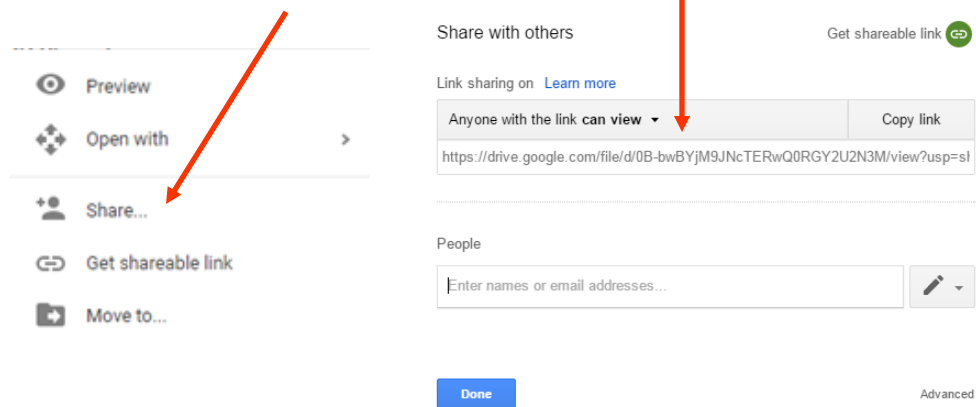 Preview
Open with
Share...
Get shareable link
Move to...
Share with others
Get shareable link
Link sharing on Learn more
Anyone with the link can view
Copy link
https://drive.google.com/file/d/0B-bwBYjM9JNcTERwQ0RGY2U2N3M/view?usp=sh
People
Enter names or email addresses...
Done
Advanced